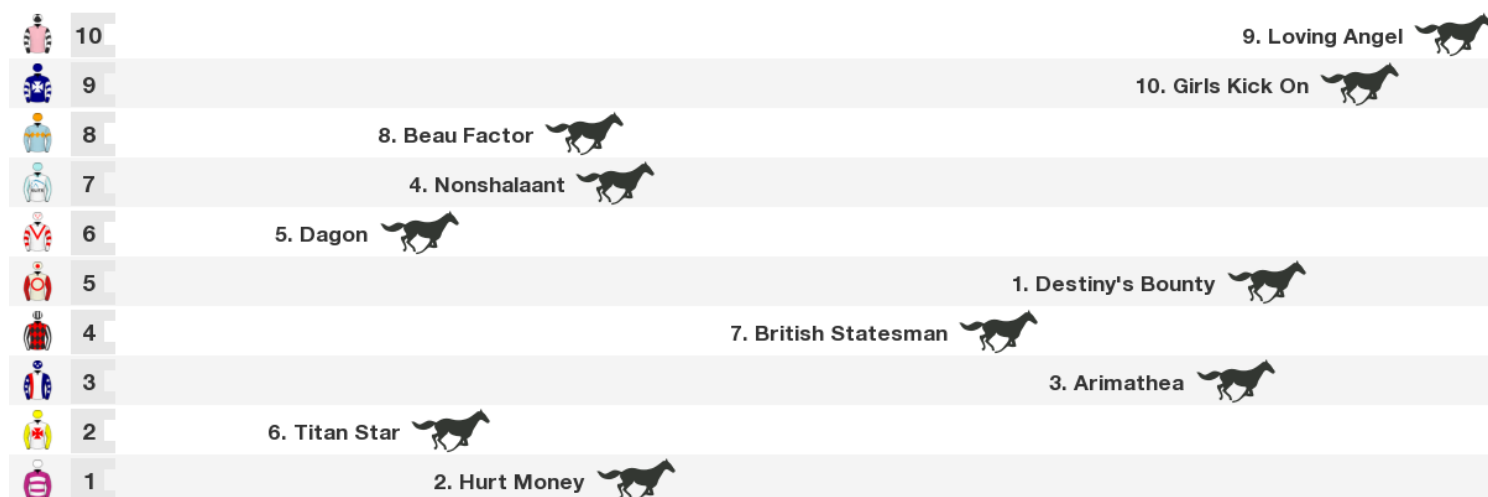 10 9. Loving Angel
9 10. Girls Kick On
8 8. Beau Factor
7 4. Nonshalaant
6 5. Dagon
5 1. Destiny's Bounty
4 7. British Statesman
3 3. Arimathea
2 6. Titan Star
1 2. Hurt Money